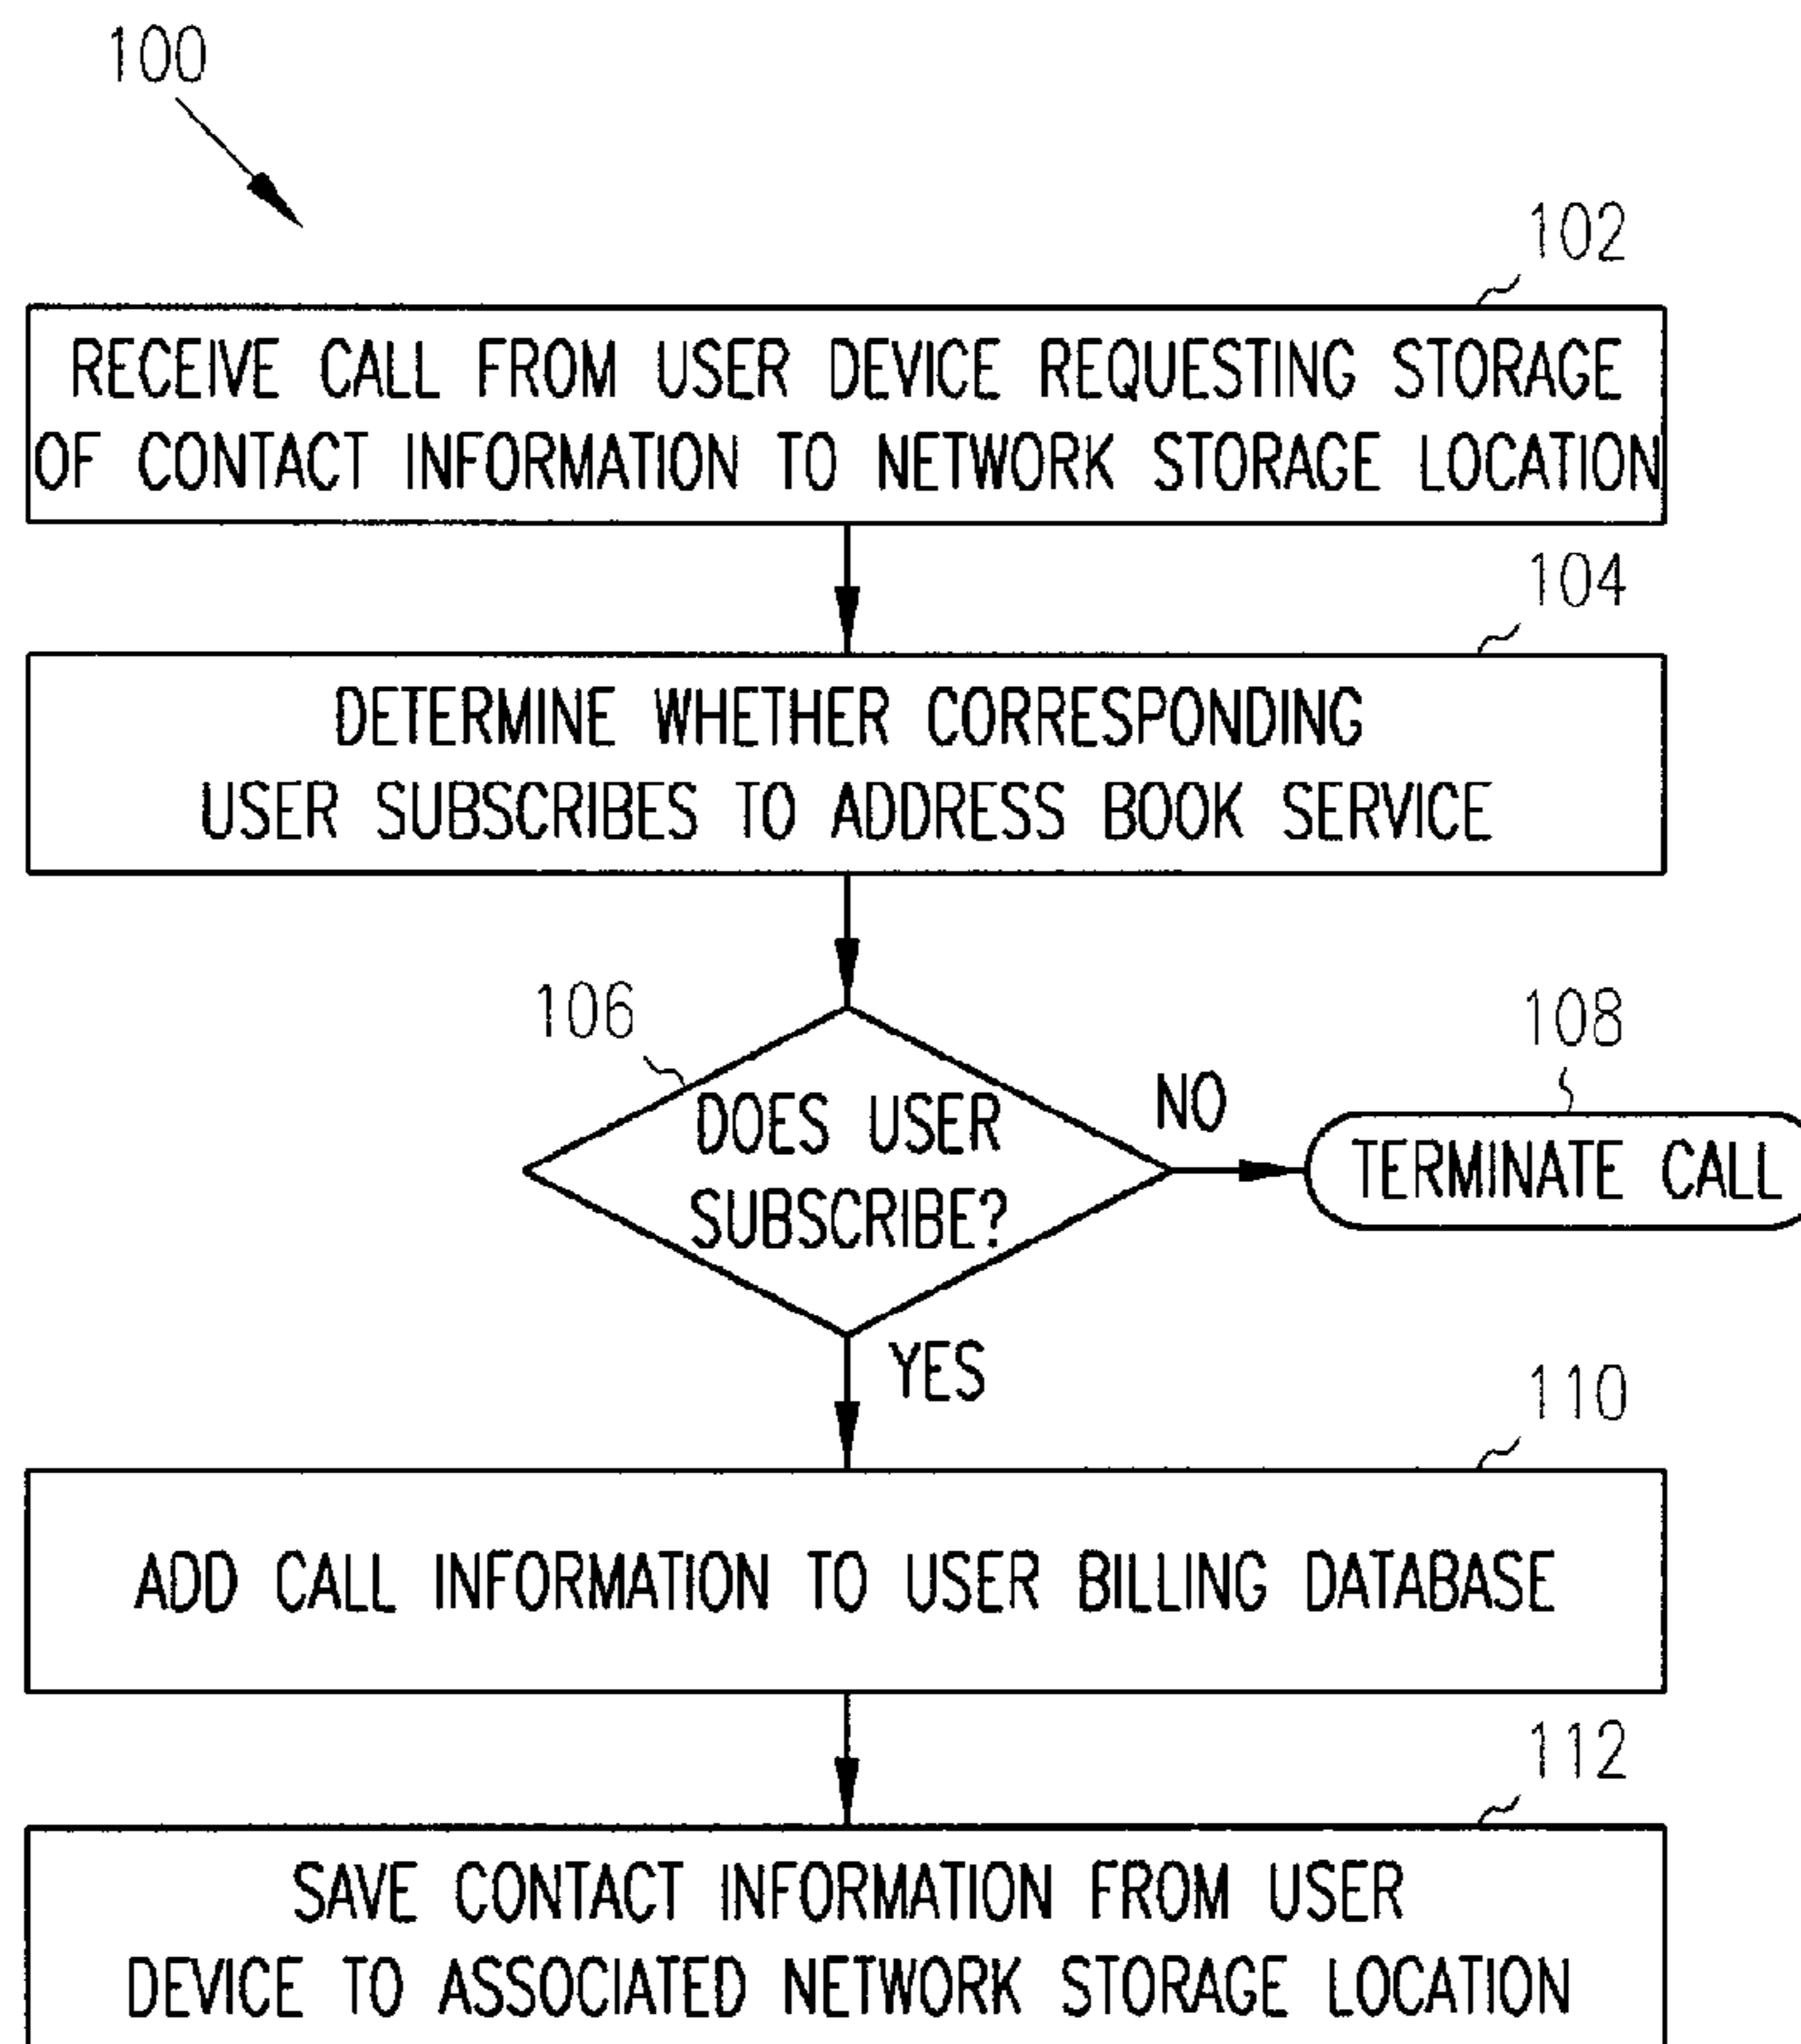 100
102
RECEIVE CALL FROM USER DEVICE REQUESTING STORAGE
OF CONTACT INFORMATION TO NETWORK STORAGE LOCATION
104
DETERMINE WHETHER CORRESPONDING
USER SUBSCRIBES TO ADDRESS BOOK SERVICE
106
DOES USER
SUBSCRIBE?
NO
108
TERMINATE CALL
YES
110
ADD CALL INFORMATION TO USER BILLING DATABASE
112
SAVE CONTACT INFORMATION FROM USER
DEVICE TO ASSOCIATED NETWORK STORAGE LOCATION